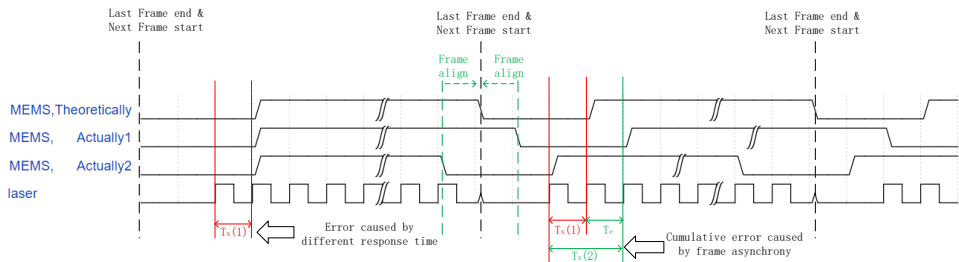 Last Frame end &
Next Frame start
Last Frame end &
Next Frame start
Last Frame end &
Next Frame start
Frame
align
Frame
align
MEMS,Theoretically
MEMS, Actually1
MEMS, Actually2
laser
Ts(1)
Error caused by
different response time
Ts(1)
Te
Ts(2)
Cumulative error caused
by frame asynchrony